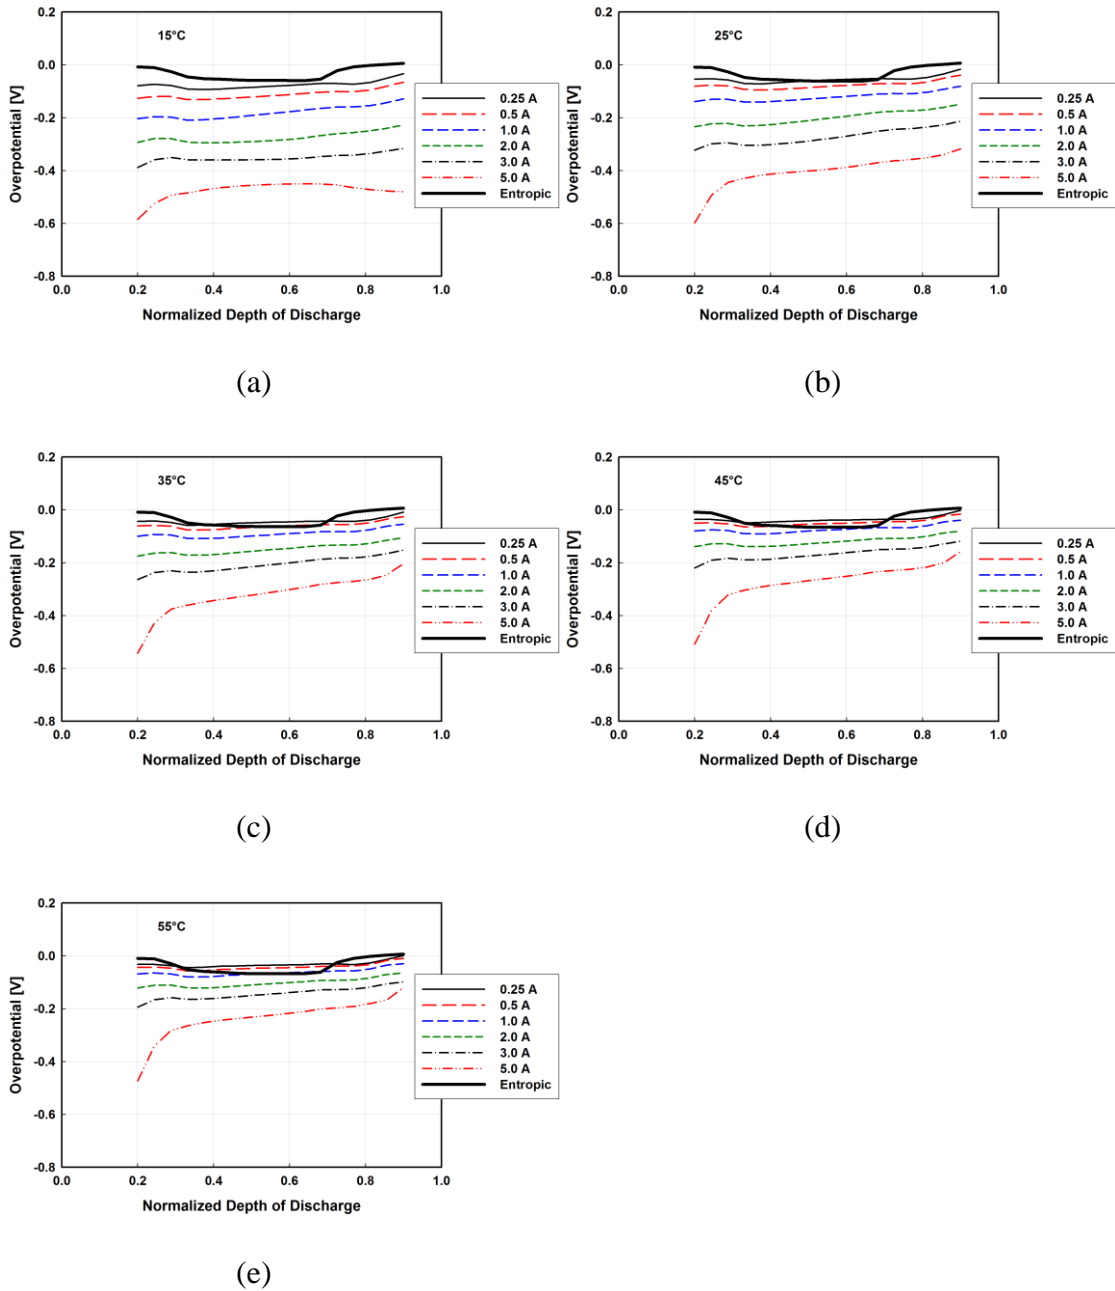 0.2
15°C
0.0
-0.2
-0.4
-0.6
-0.8
Overpotential [V]
0.0 0.2 0.4 0.6 0.8 1.0
Normalized Depth of Discharge
0.25 A
0.5 A
1.0 A
2.0 A
3.0 A
5.0 A
Entropic
(a)
0.2
25°C
0.0
-0.2
-0.4
-0.6
-0.8
Overpotential [V]
0.0 0.2 0.4 0.6 0.8 1.0
Normalized Depth of Discharge
0.25 A
0.5 A
1.0 A
2.0 A
3.0 A
5.0 A
Entropic
(b)
0.2
35°C
0.0
-0.2
-0.4
-0.6
-0.8
Overpotential [V]
0.0 0.2 0.4 0.6 0.8 1.0
Normalized Depth of Discharge
0.25 A
0.5 A
1.0 A
2.0 A
3.0 A
5.0 A
Entropic
(c)
0.2
45°C
0.0
-0.2
-0.4
-0.6
-0.8
Overpotential [V]
0.0 0.2 0.4 0.6 0.8 1.0
Normalized Depth of Discharge
0.25 A
0.5 A
1.0 A
2.0 A
3.0 A
5.0 A
Entropic
(d)
0.2
55°C
0.0
-0.2
-0.4
-0.6
-0.8
Overpotential [V]
0.0 0.2 0.4 0.6 0.8 1.0
Normalized Depth of Discharge
0.25 A
0.5 A
1.0 A
2.0 A
3.0 A
5.0 A
Entropic
(e)